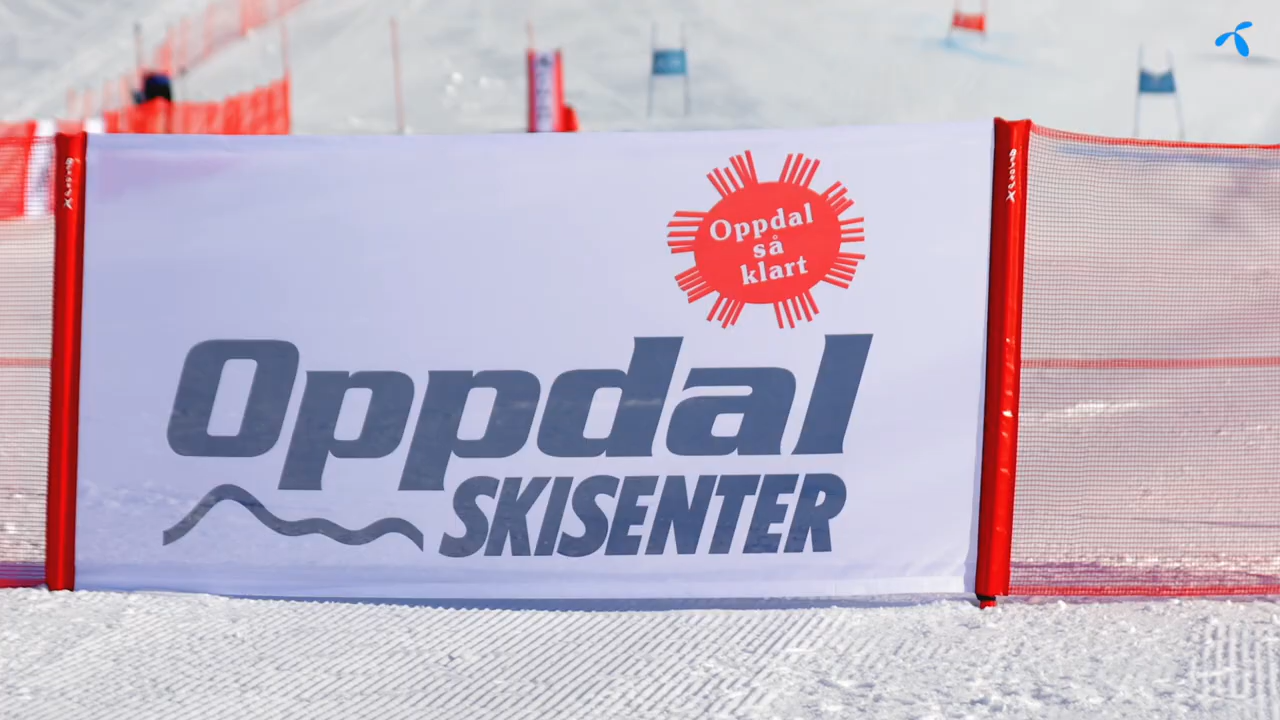 Oppdal
så
klart
Oppdal
SKISENTER